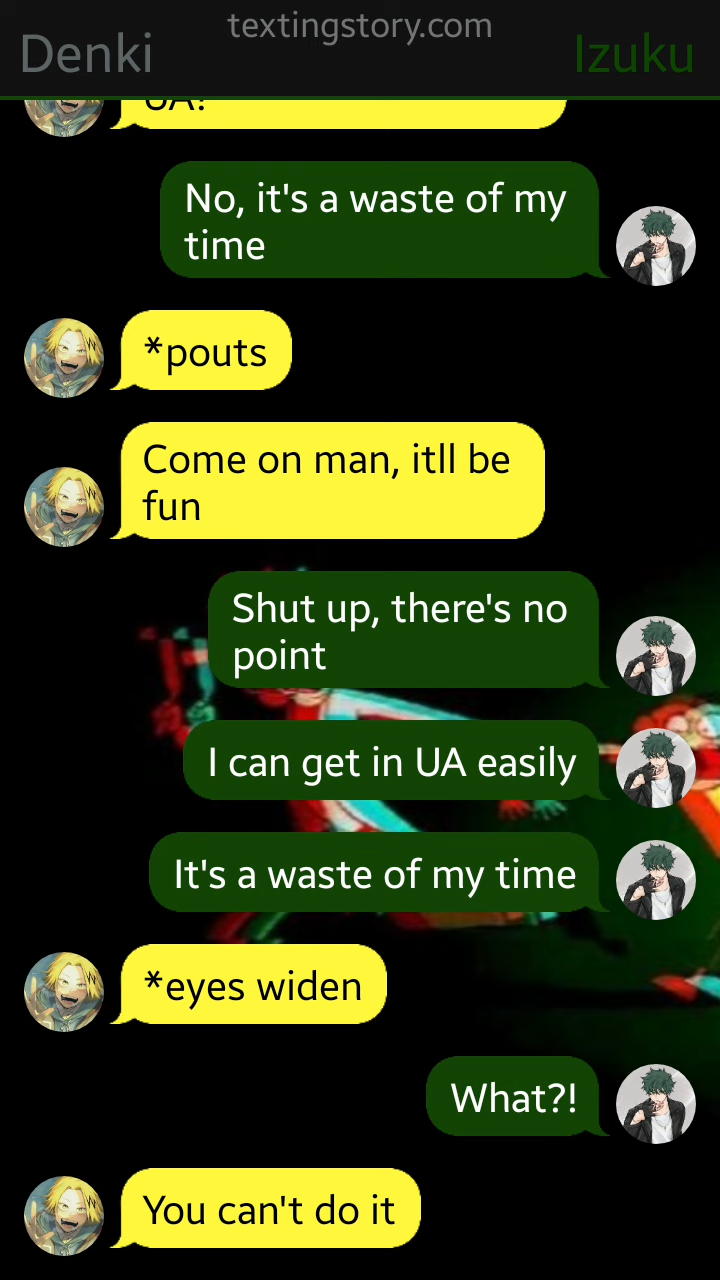 textingstory.com
Denki
Izuku
UA?
No, it's a waste of my
time
*pouts
Come on man, itll be
fun
Shut up, there's no
point
I can get in UA easily
It's a waste of my time
*eyes widen
What?!
You can't do it